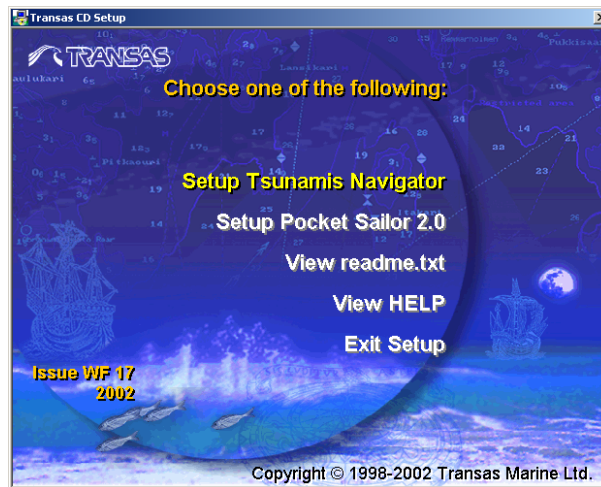 Transas CD Setup
TRANSAS
Choose one of the following:
Setup Tsunamis Navigator
Setup Pocket Sailor 2.0
View readme.txt
View HELP
Exit Setup
Issue WF 17
2002
Copyright © 1998-2002 Transas Marine Ltd.